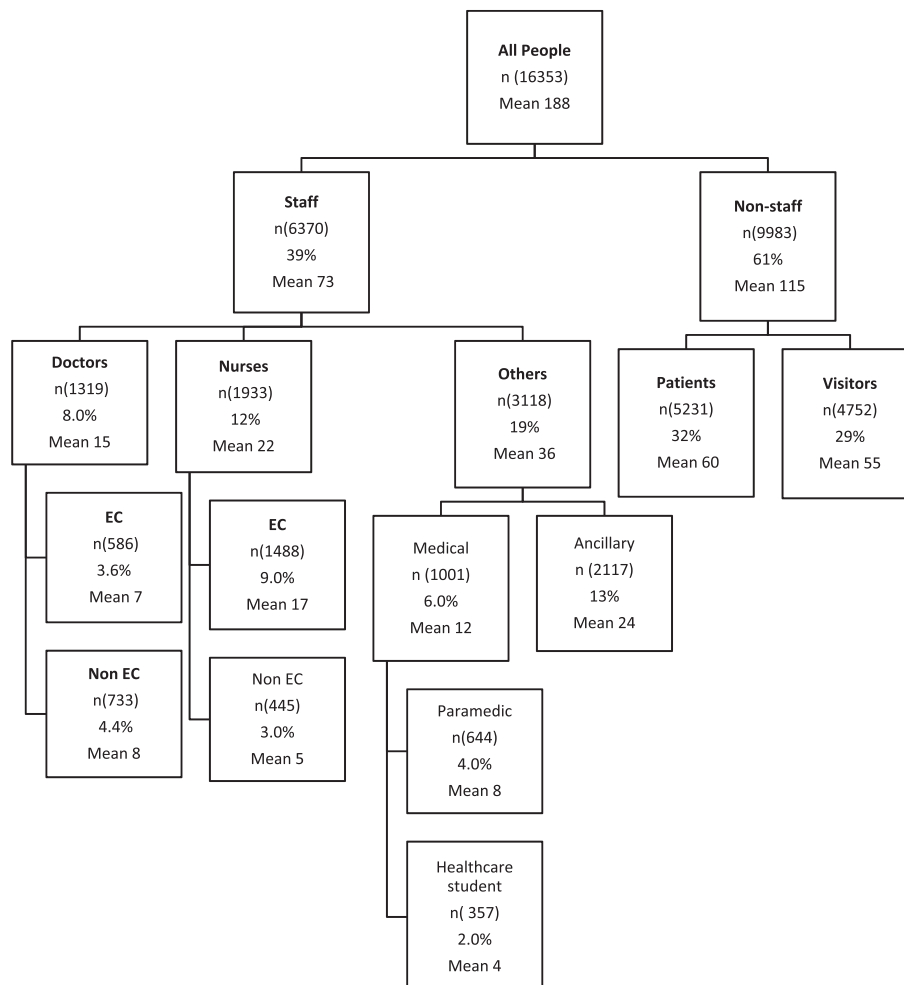 All People
n (16353)
Mean 188
Staff
n(6370)
39%
Mean 73
Non-staff
n(9983)
61%
Mean 115
Doctors
n(1319)
8.0%
Mean 15
Nurses
n(1933)
12%
Mean 22
Others
n(3118)
19%
Mean 36
Patients
n(5231)
32%
Mean 60
Visitors
n(4752)
29%
Mean 55
EC
n(586)
3.6%
Mean 7
EC
n(1488)
9.0%
Mean 17
Medical
n (1001)
6.0%
Mean 12
Ancillary
n (2117)
13%
Mean 24
Non EC
n(733)
4.4%
Mean 8
Non EC
n(445)
3.0%
Mean 5
Paramedic
n(644)
4.0%
Mean 8
Healthcare
student
n( 357)
2.0%
Mean 4